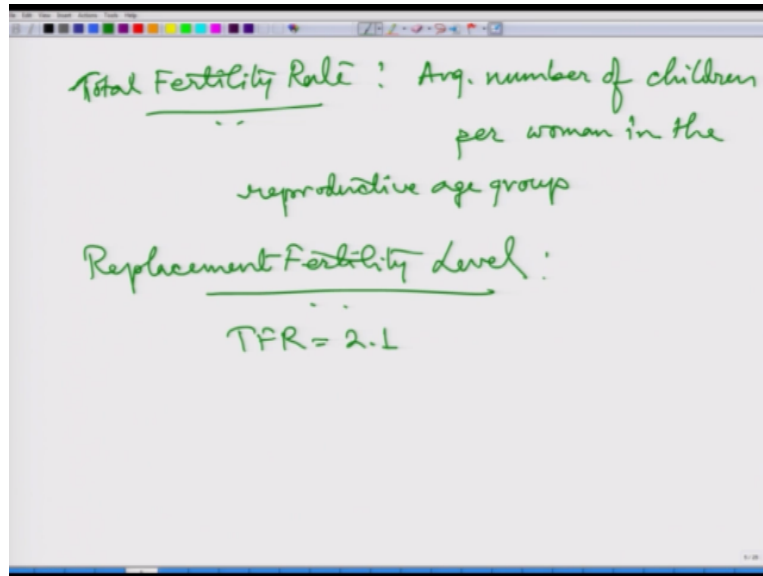 Total Fertility Rate : Avg. number of children
per woman in the
reproductive age groups
Replacement Fertility Level :
TFR = 2.1